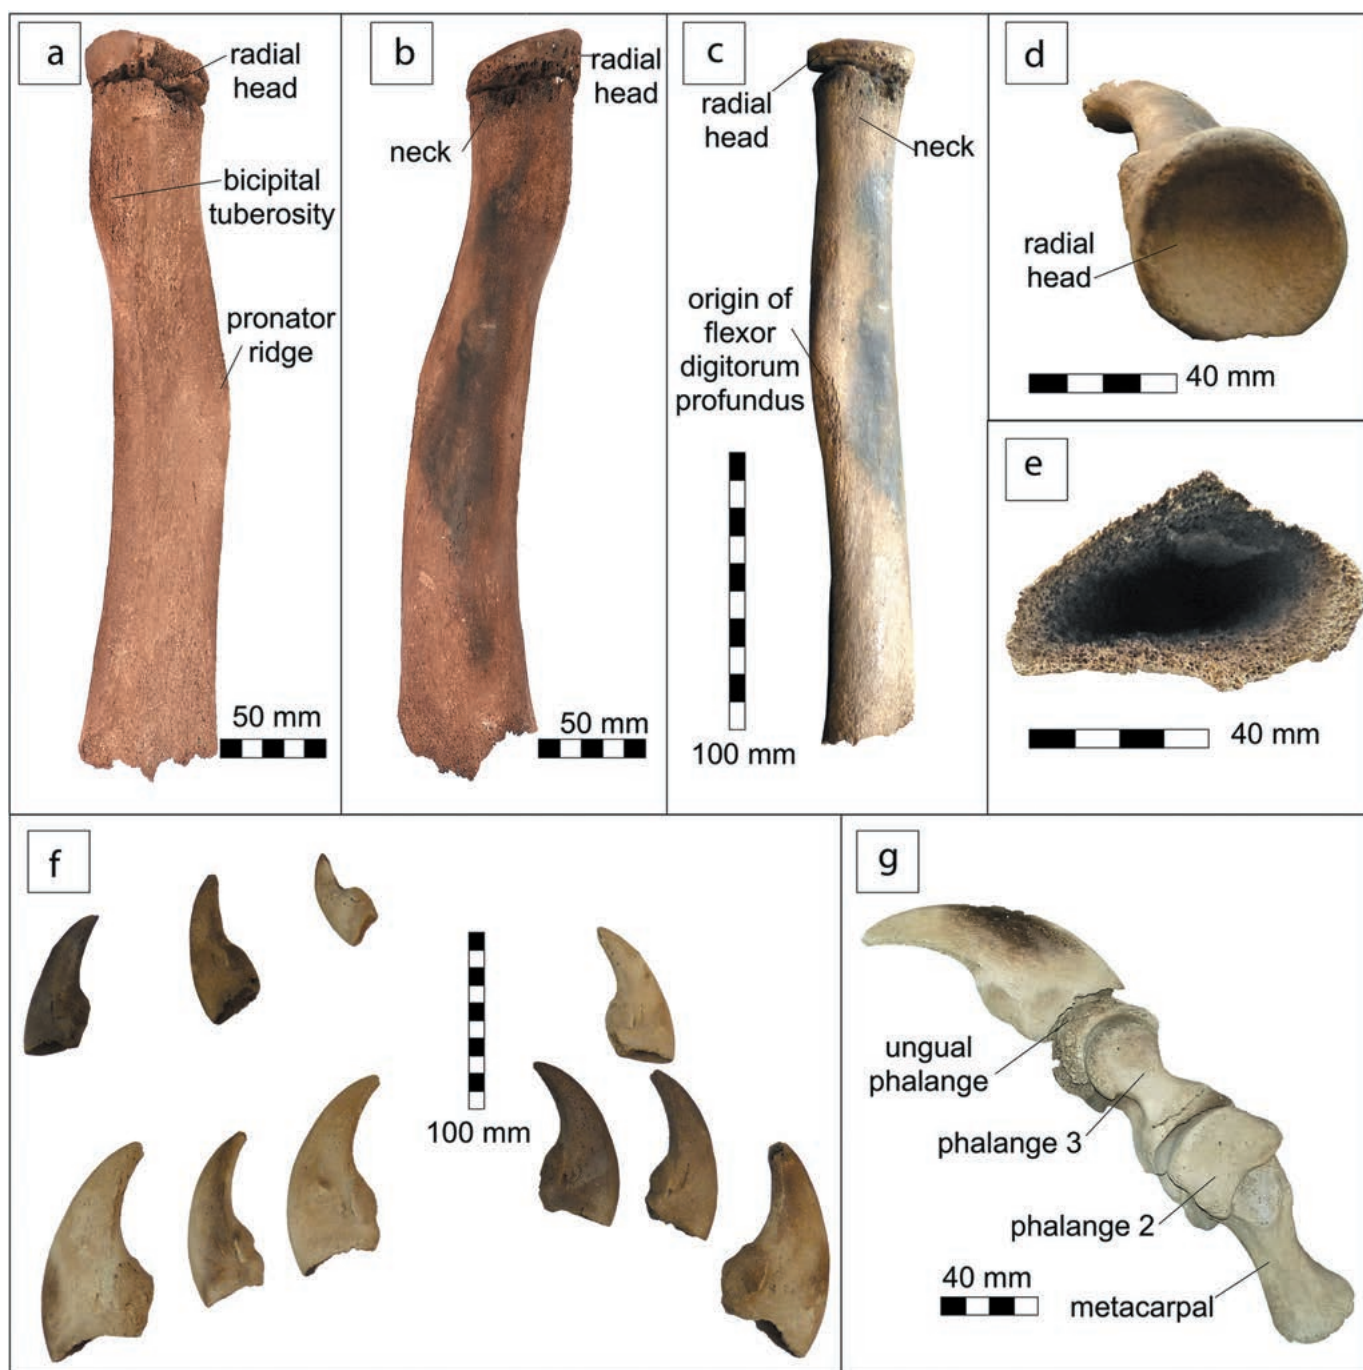 a
radial
head
bicipital
tuberosity
pronator
ridge
50 mm
b
radial
head
neck
50 mm
c
radial
head
neck
origin of
flexor
digitorum
profundus
100 mm
d
radial
head
40 mm
e
40 mm
f
100 mm
g
ungual
phalange
phalange 3
phalange 2
metacarpal
40 mm